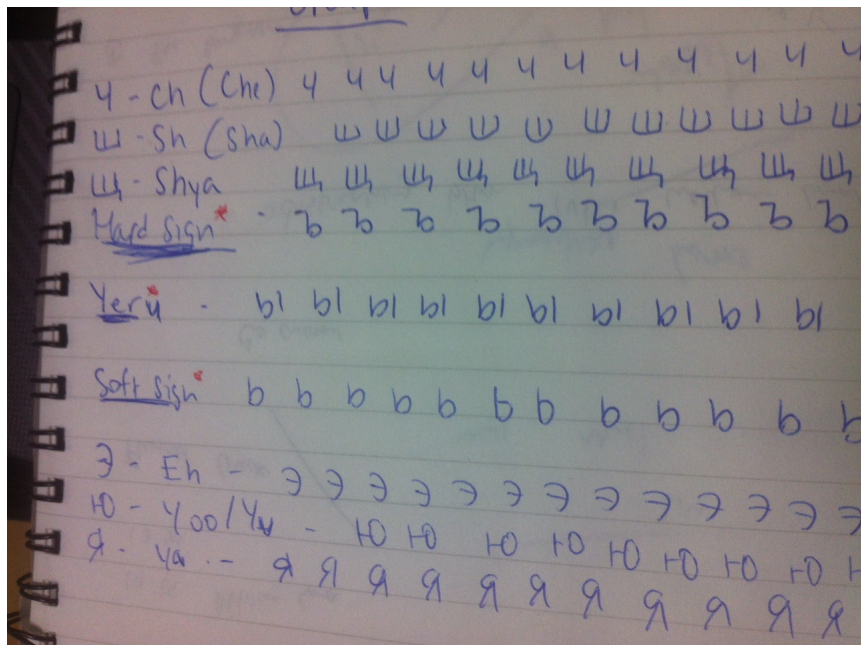 Ч - Ch (Che) Ч Ч Ч Ч Ч Ч Ч Ч Ч Ч Ч Ч
Ш - Sh (Sha) Ш Ш Ш Ш Ш Ш Ш Ш Ш Ш Ш
Щ - Shya Щ Щ Щ Щ Щ Щ Щ Щ Щ Щ
Hard sign* - Ъ Ъ Ъ Ъ Ъ Ъ Ъ Ъ Ъ Ъ
Yeru* - Ы Ы Ы Ы Ы Ы Ы Ы Ы Ы
Soft sign* Ь Ь Ь Ь Ь Ь Ь Ь Ь Ь Ь Ь
Э - Eh - Э Э Э Э Э Э Э Э Э Э Э Э Э
Ю - Yoo/Yu - Ю Ю Ю Ю Ю Ю Ю Ю
Я - Ya - Я Я Я Я Я Я Я Я Я Я Я